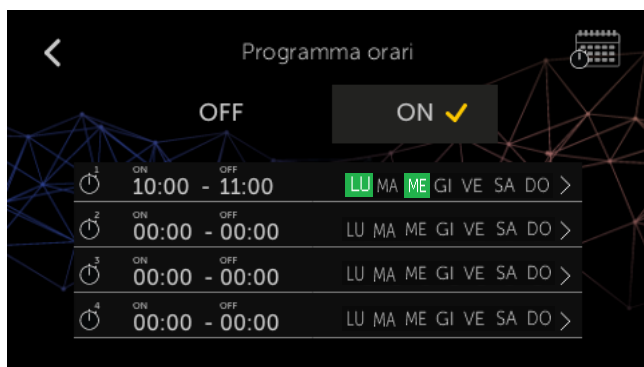 Programma orari
OFF ON
1 ON 10:00 - OFF 11:00 LU MA ME GI VE SA DO
2 ON 00:00 - OFF 00:00 LU MA ME GI VE SA DO
3 ON 00:00 - OFF 00:00 LU MA ME GI VE SA DO
4 ON 00:00 - OFF 00:00 LU MA ME GI VE SA DO